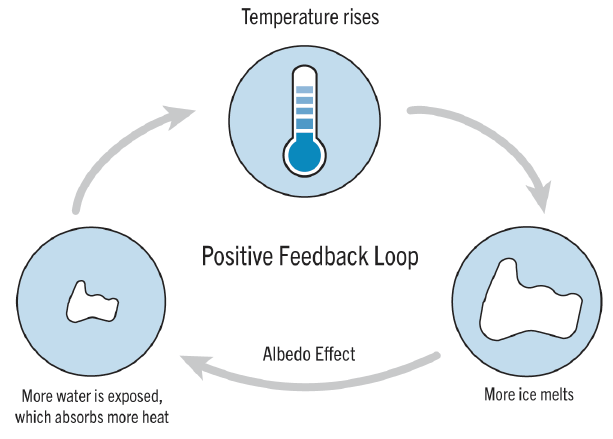 Temperature rises
Positive Feedback Loop
Albedo Effect
More ice melts
More water is exposed,
which absorbs more heat